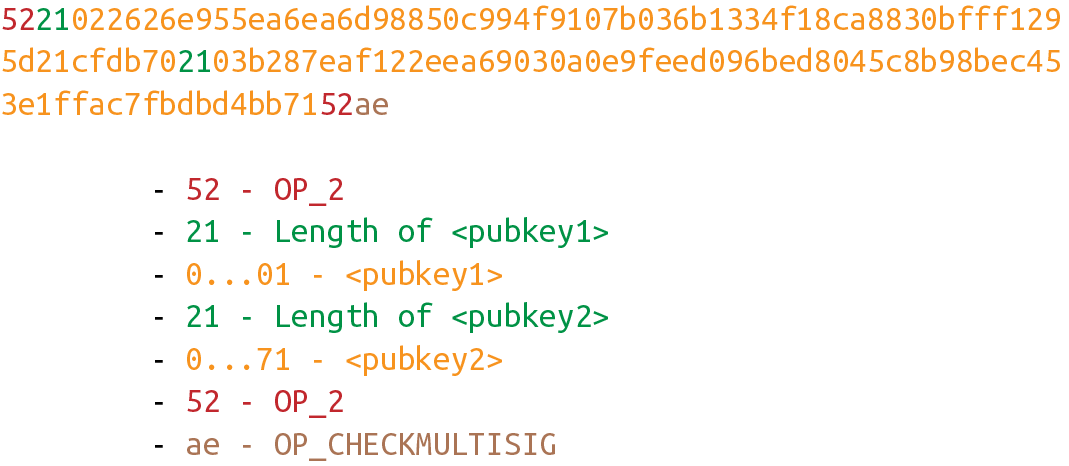 5221022626e955ea6ea6d98850c994f9107b036b1334f18ca8830bfff129
5d21cfdb702103b287eaf122eea69030a0e9feed096bed8045c8b98bec45
3e1ffac7fbdbd4bb7152ae
- 52 - OP_2
- 21 - Length of <pubkey1>
- 0...01 - <pubkey1>
- 21 - Length of <pubkey2>
- 0...71 - <pubkey2>
- 52 - OP_2
- ae - OP_CHECKMULTISIG